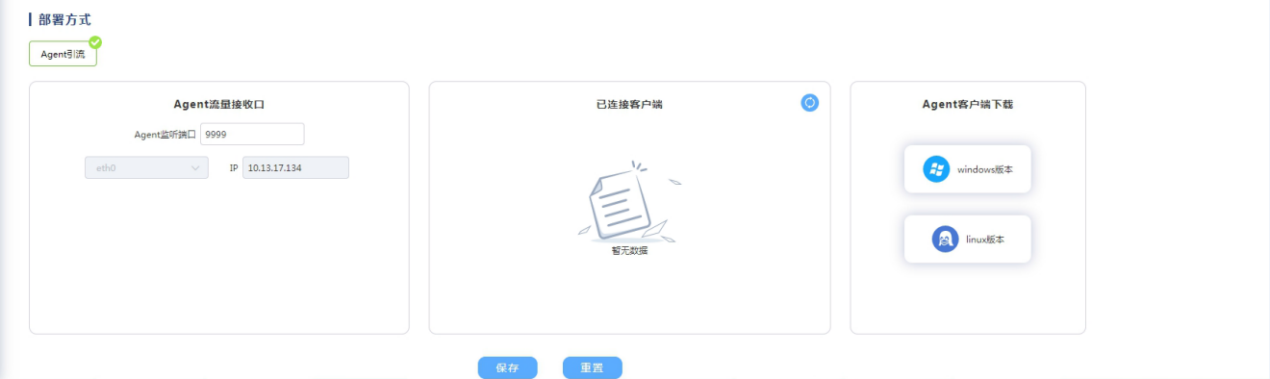 部署方式
Agent引流
Agent流量接收口
Agent监听端口 9999
eth0 IP 10.13.17.134
已连接客户端
暂无数据
Agent客户端下载
windows版本
linux版本
保存 重置